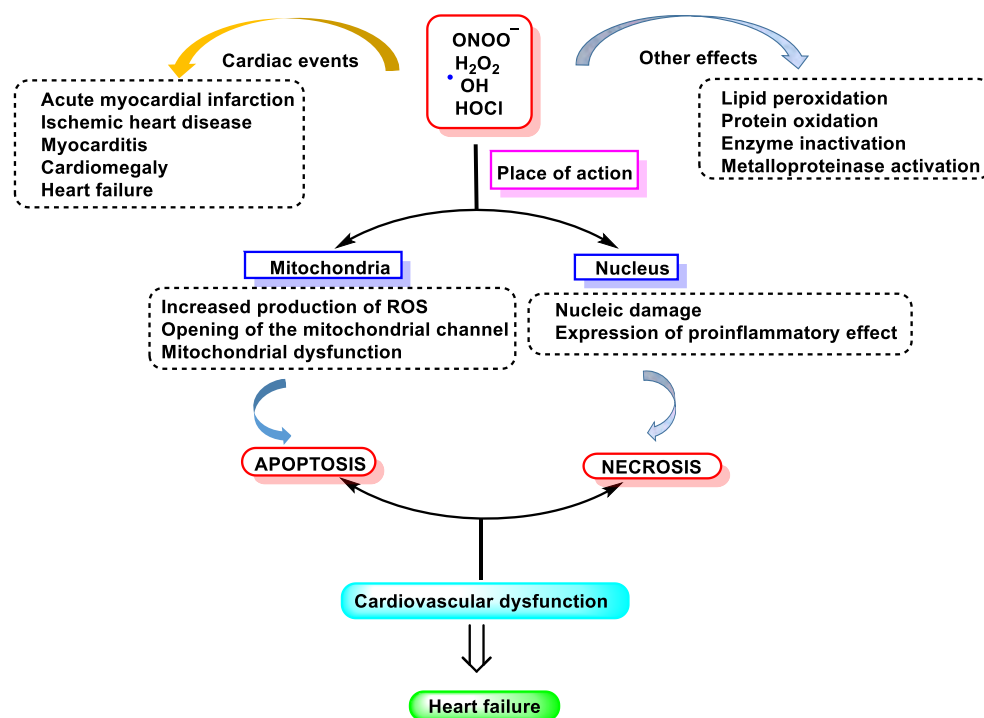 ONOO⁻
H₂O₂
•OH
HOCl
Cardiac events
Other effects
Acute myocardial infarction
Ischemic heart disease
Myocarditis
Cardiomegaly
Heart failure
Lipid peroxidation
Protein oxidation
Enzyme inactivation
Metalloproteinase activation
Place of action
Mitochondria
Nucleus
Increased production of ROS
Opening of the mitochondrial channel
Mitochondrial dysfunction
Nucleic damage
Expression of proinflammatory effect
APOPTOSIS
NECROSIS
Cardiovascular dysfunction
Heart failure